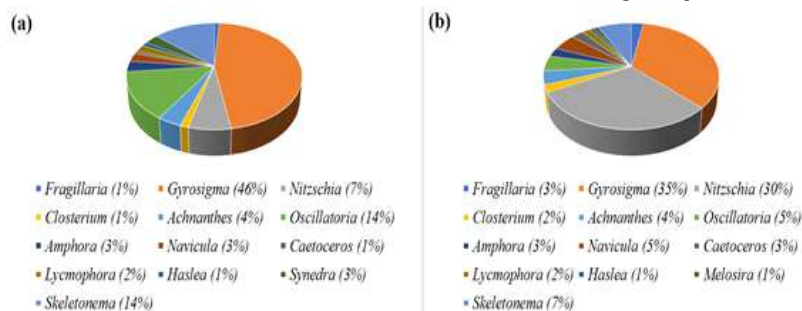 (a)
Fragillaria (1%) Gyrosigma (46%) Nitzschia (7%)
Closterium (1%) Achnanthes (4%) Oscillatoria (14%)
Amphora (3%) Navicula (3%) Caetoceros (1%)
Lycmophora (2%) Haslea (1%) Synedra (3%)
Skeletonema (14%)
(b)
Fragillaria (3%) Gyrosigma (35%) Nitzschia (30%)
Closterium (2%) Achnanthes (4%) Oscillatoria (5%)
Amphora (3%) Navicula (5%) Caetoceros (3%)
Lycmophora (2%) Haslea (1%) Melosira (1%)
Skeletonema (7%)